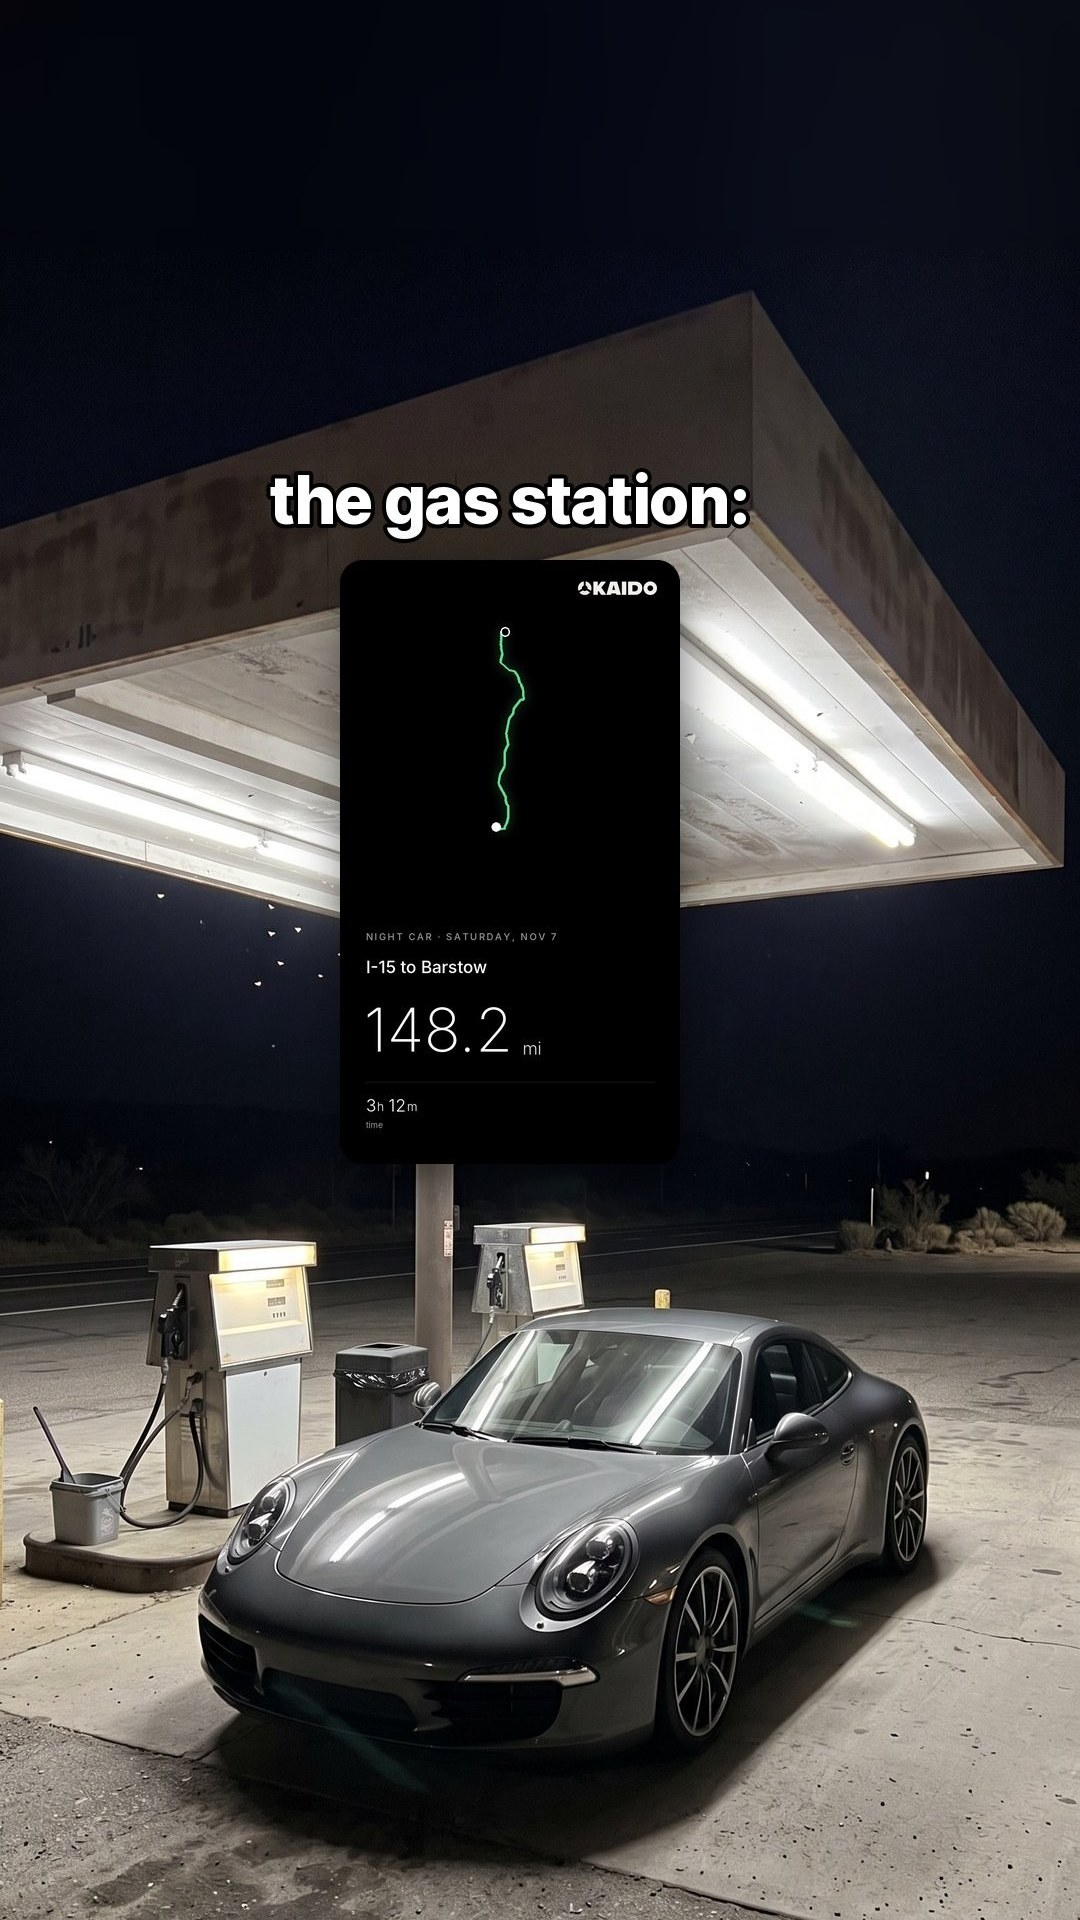 the gas station:
KAIDO
NIGHT CAR · SATURDAY, NOV 7
I-15 to Barstow
148.2 mi
3h 12m
time